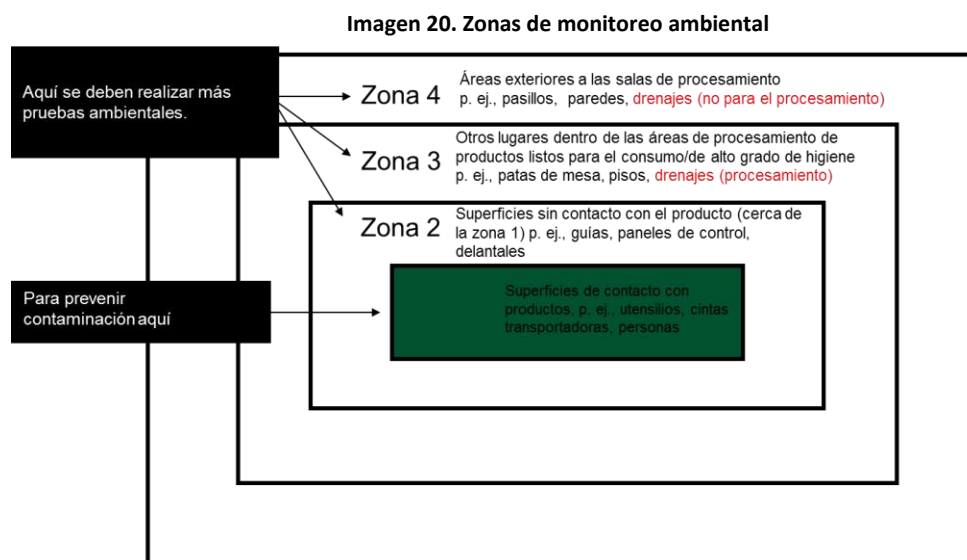 Imagen 20. Zonas de monitoreo ambiental
Aquí se deben realizar más
pruebas ambientales.
Zona 4
Áreas exteriores a las salas de procesamiento
p. ej., pasillos, paredes, drenajes (no para el procesamiento)
Zona 3
Otros lugares dentro de las áreas de procesamiento de
productos listos para el consumo/de alto grado de higiene
p. ej., patas de mesa, pisos, drenajes (procesamiento)
Zona 2
Superficies sin contacto con el producto (cerca de
la zona 1) p. ej., guías, paneles de control,
delantales
Para prevenir
contaminación aquí
Superficies de contacto con
productos, p. ej., utensilios, cintas
transportadoras, personas